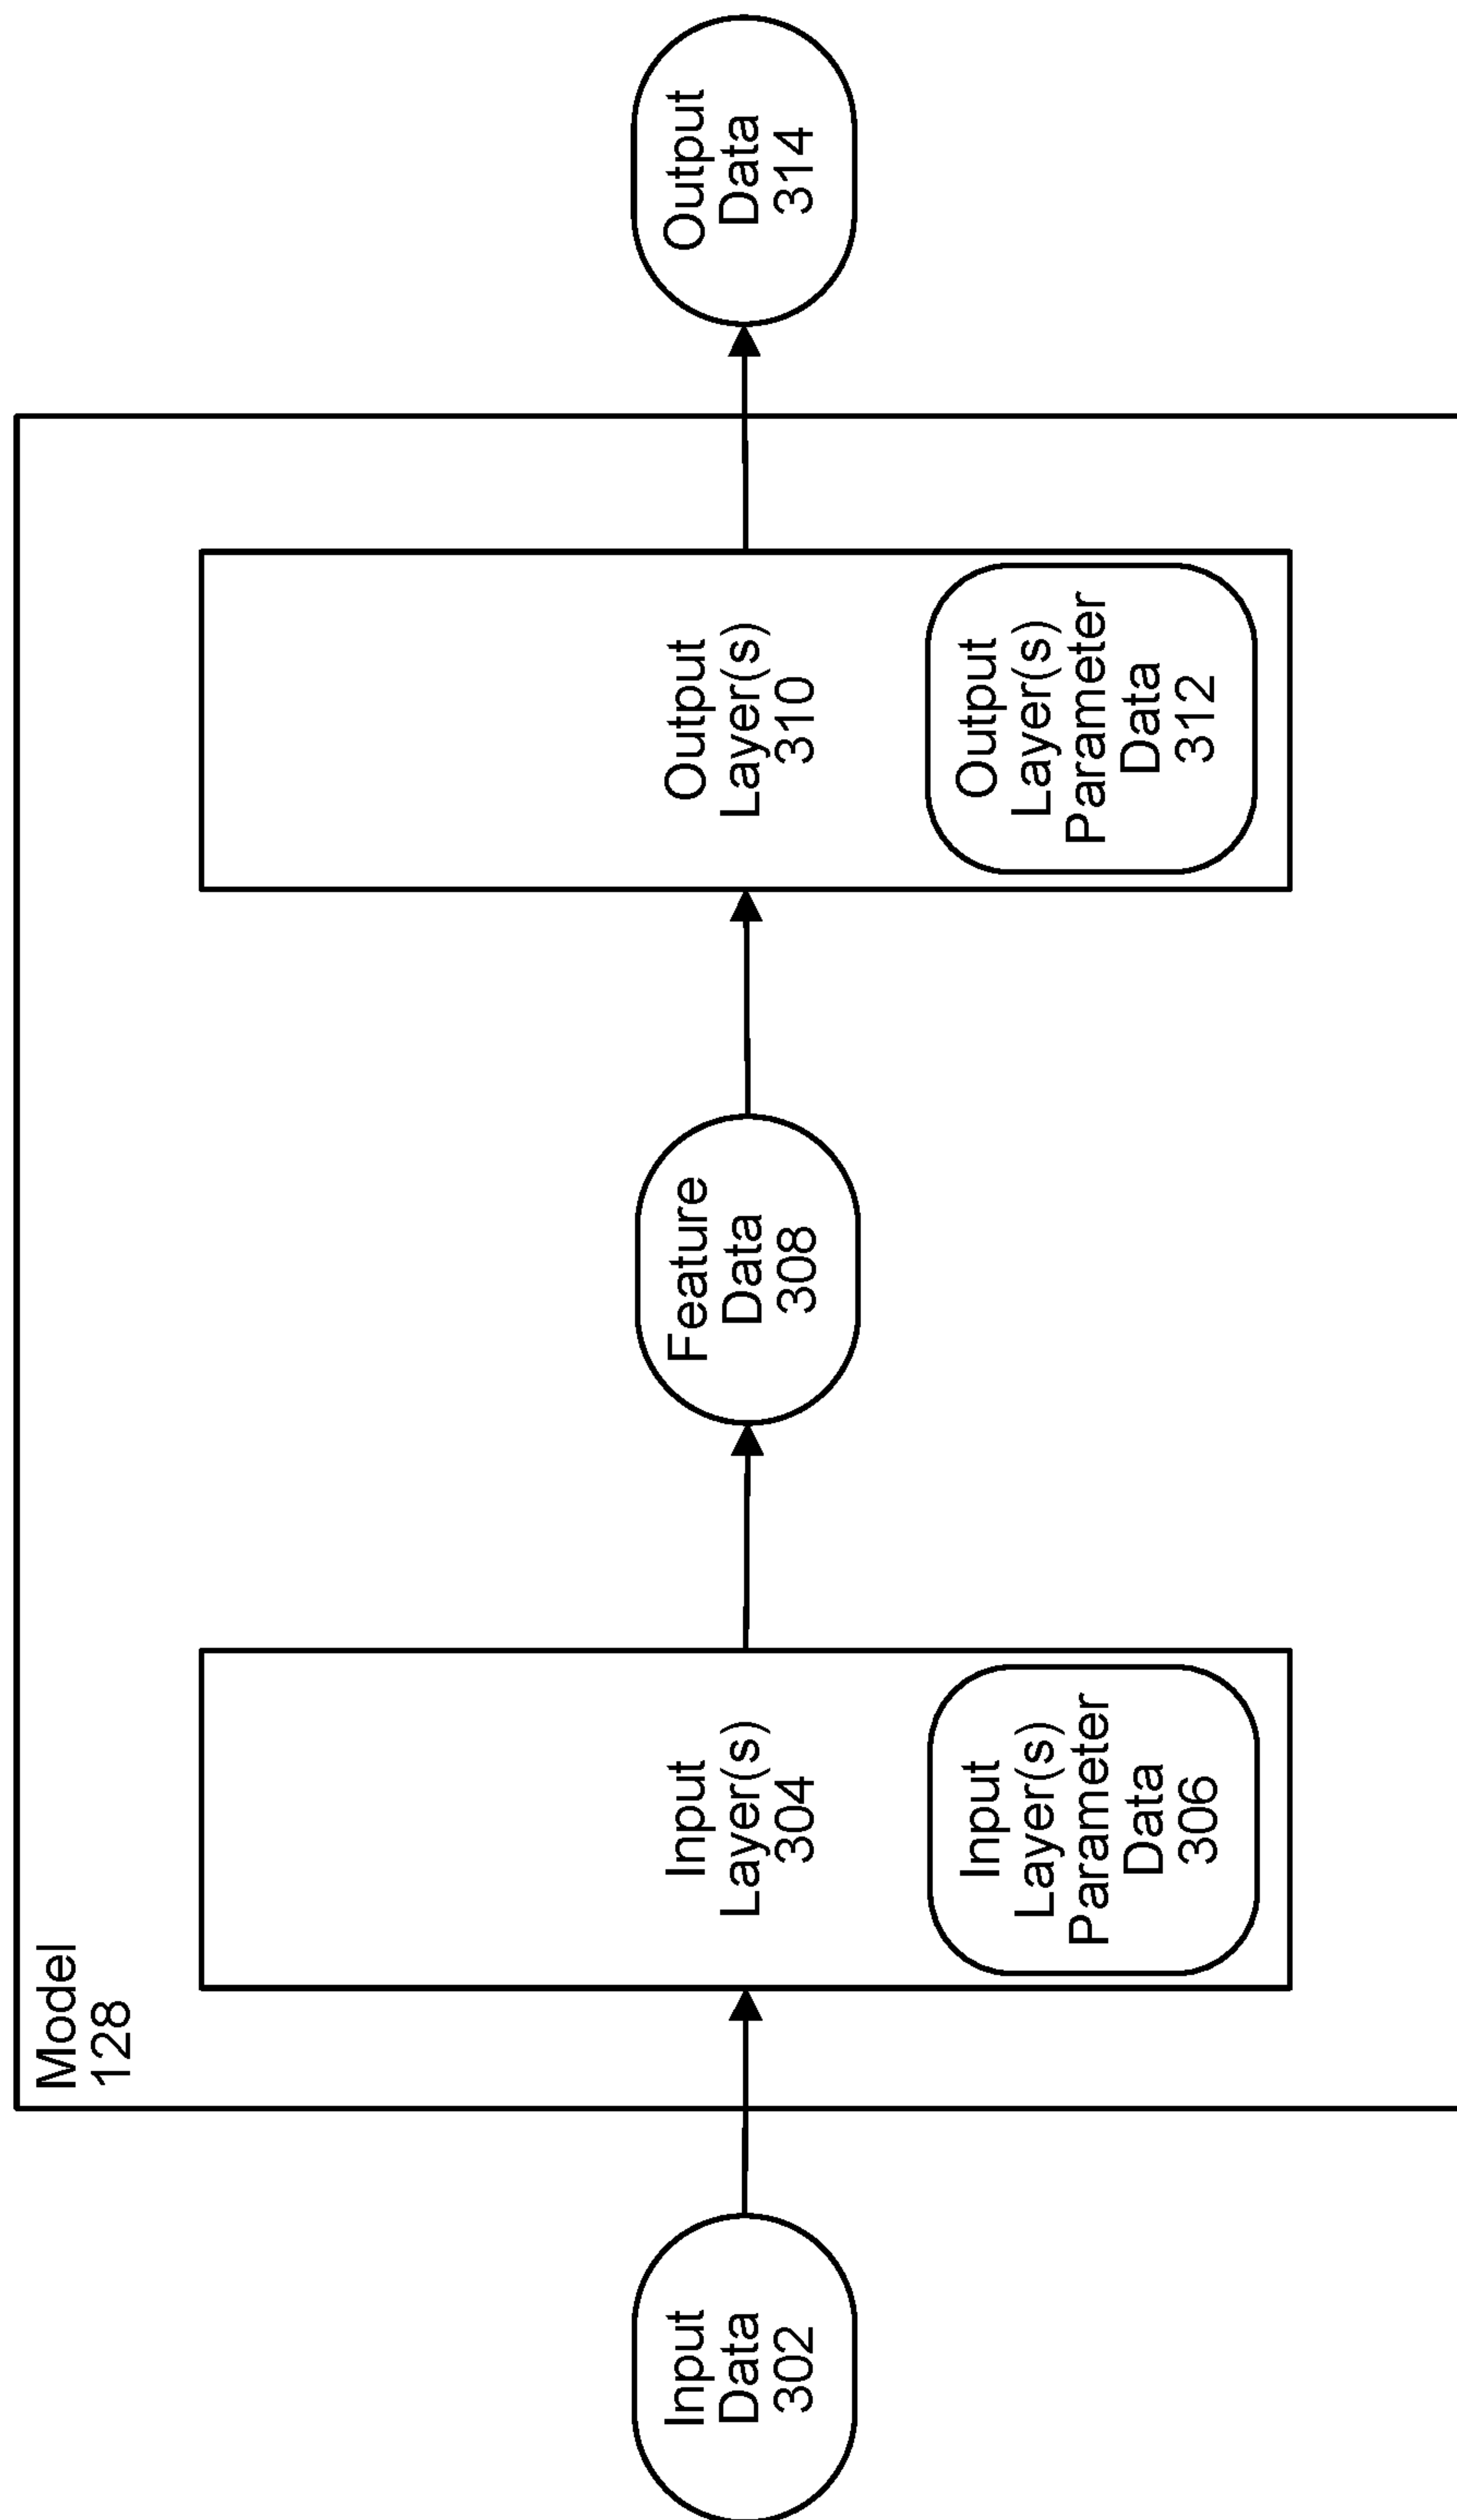 Model
128
Input
Data
302
Input
Layer(s)
304
Input
Layer(s)
Parameter
Data
306
Feature
Data
308
Output
Layer(s)
310
Output
Layer(s)
Parameter
Data
312
Output
Data
314